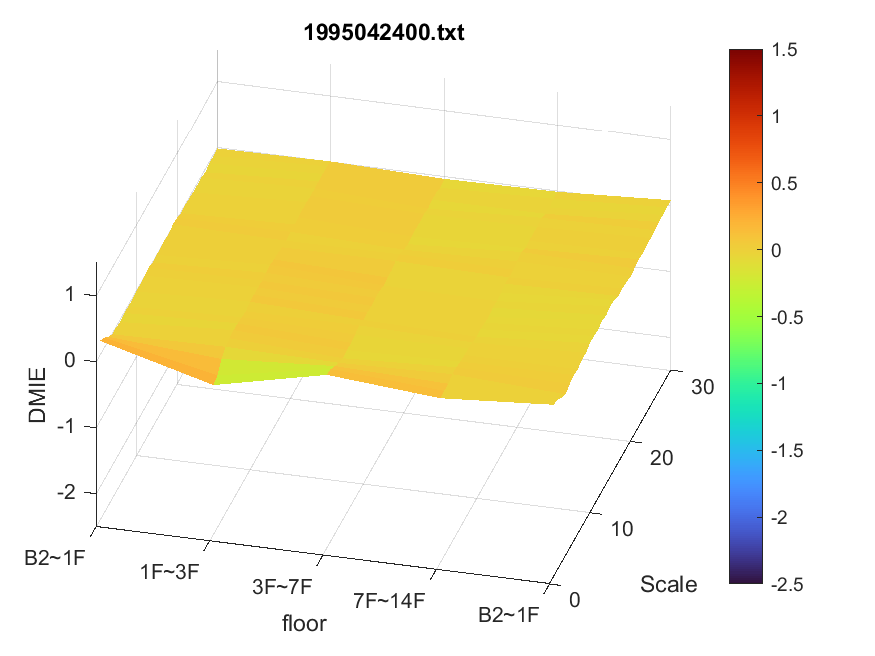 1995042400.txt
1
0
-1
-2
DMIE
B2~1F
1F~3F
3F~7F
7F~14F
B2~1F
floor
0
10
20
30
Scale
1.5
1
0.5
0
-0.5
-1
-1.5
-2
-2.5